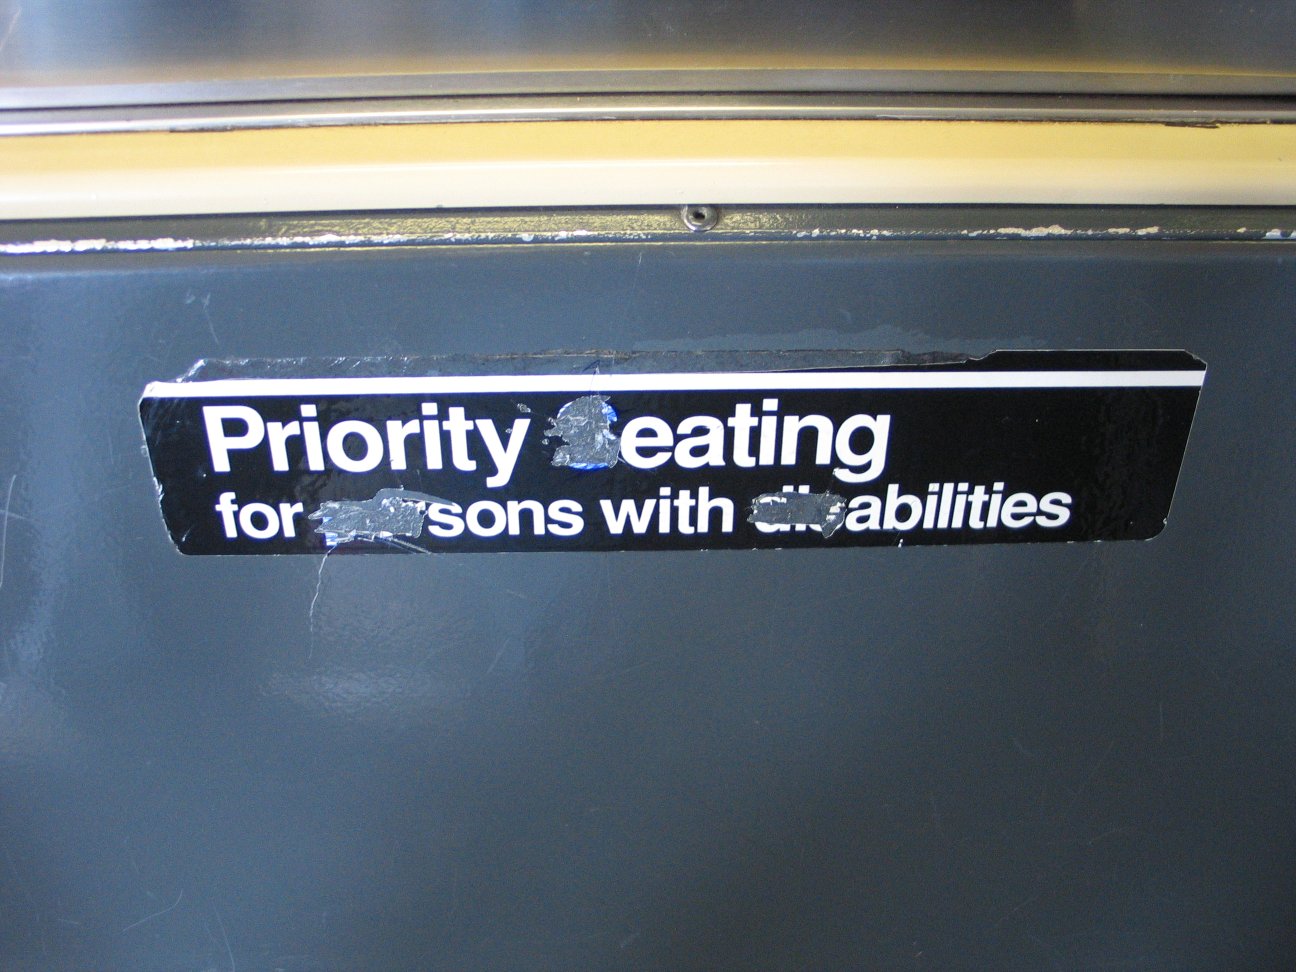 Priority eating
for sons with abilities